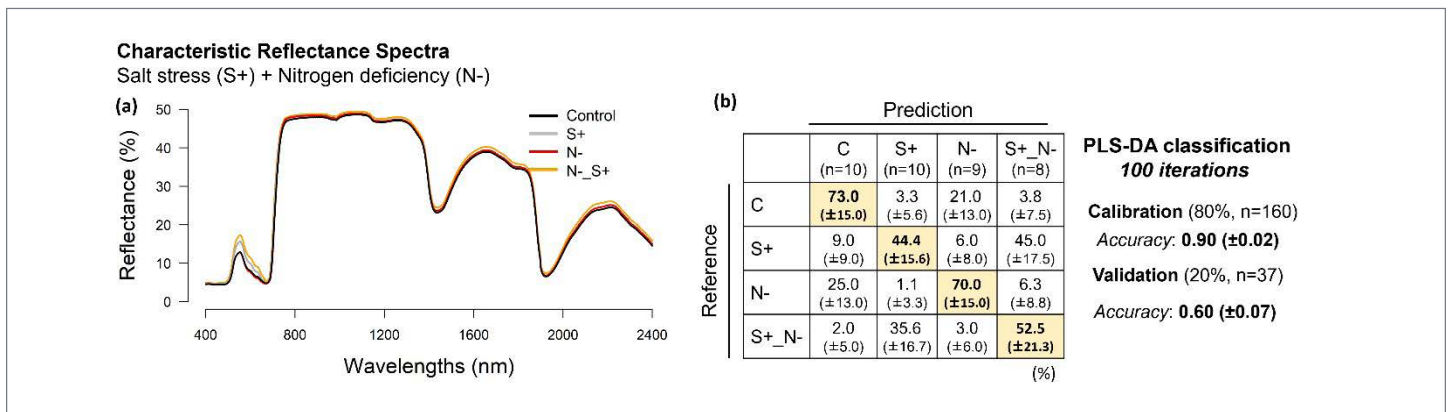 Characteristic Reflectance Spectra
Salt stress (S+) + Nitrogen deficiency (N-)
(a)
50
40
30
20
10
0
Reflectance (%)
400 800 1200 1600 2000 2400
Wavelengths (nm)
Control
S+
N-
N-_S+
(b)
Prediction
C S+ N- S+_N-
(n=10) (n=10) (n=9) (n=8)
Reference
C 73.0 3.3 21.0 3.8
(±15.0) (±5.6) (±13.0) (±7.5)
S+ 9.0 44.4 6.0 45.0
(±9.0) (±15.6) (±8.0) (±17.5)
N- 25.0 1.1 70.0 6.3
(±13.0) (±3.3) (±15.0) (±8.8)
S+_N- 2.0 35.6 3.0 52.5
(±5.0) (±16.7) (±6.0) (±21.3)
(%)
PLS-DA classification
100 iterations
Calibration (80%, n=160)
Accuracy: 0.90 (±0.02)
Validation (20%, n=37)
Accuracy: 0.60 (±0.07)